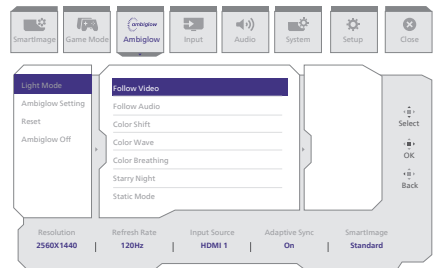 ambiglow
SmartImage
Game Mode
Ambiglow
Input
Audio
System
Setup
Close
Light Mode
Ambiglow Setting
Reset
Ambiglow Off
Follow Video
Follow Audio
Color Shift
Color Wave
Color Breathing
Starry Night
Static Mode
Select
OK
Back
Resolution
Refresh Rate
Input Source
Adaptive Sync
SmartImage
2560X1440 | 120Hz | HDMI 1 | On | Standard